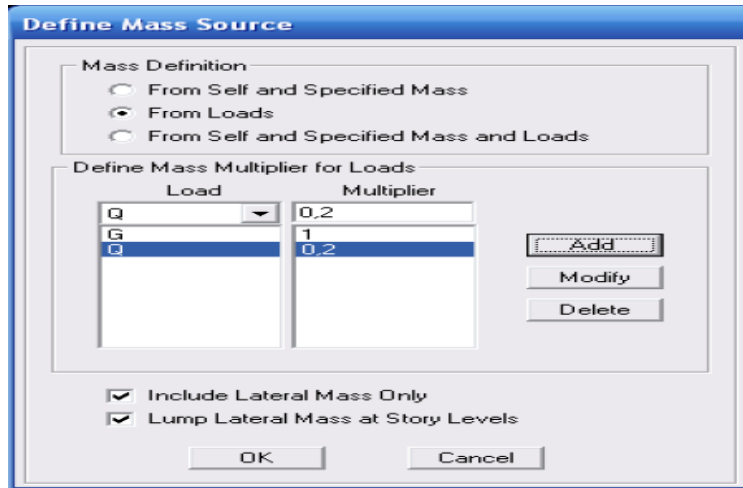 Define Mass Source
Mass Definition
From Self and Specified Mass
From Loads
From Self and Specified Mass and Loads
Define Mass Multiplier for Loads
Load Multiplier
Q 0,2
G 1
Q 0,2
Add
Modify
Delete
Include Lateral Mass Only
Lump Lateral Mass at Story Levels
OK Cancel